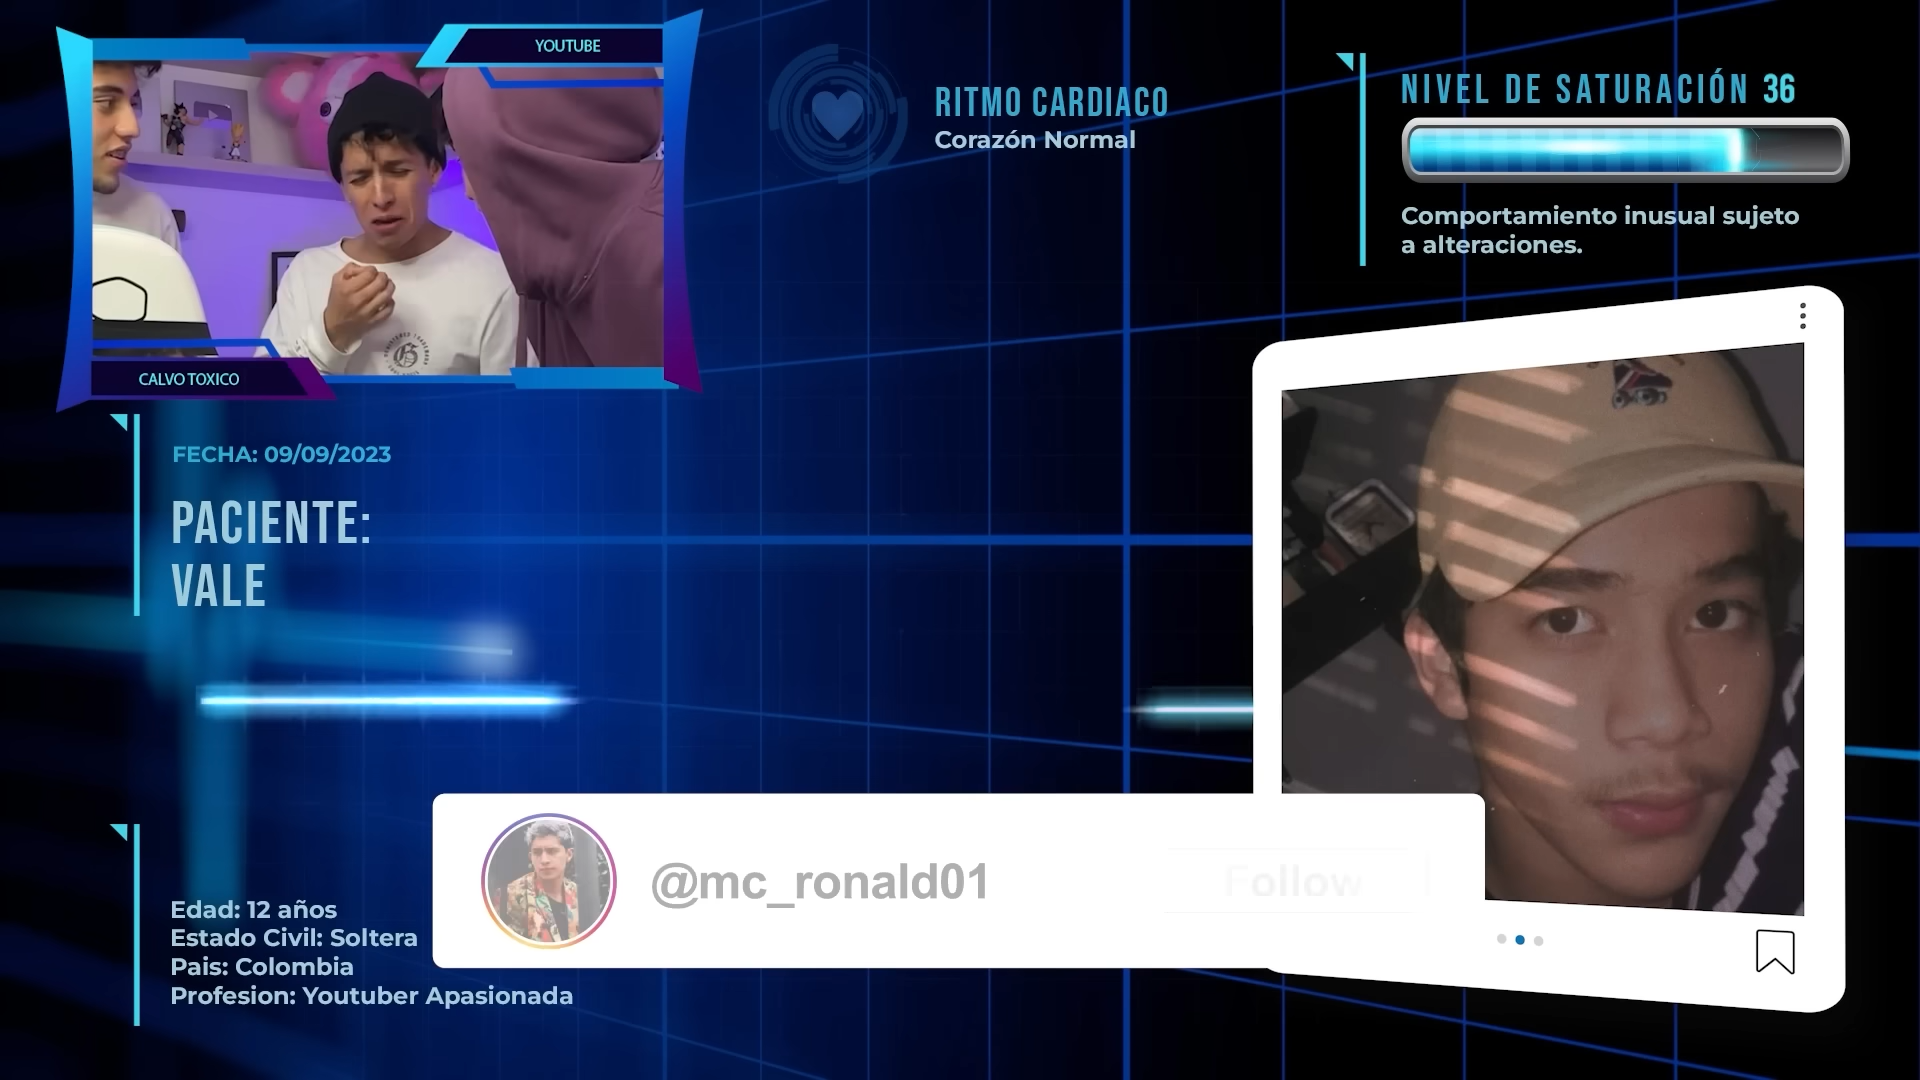 YOUTUBE
CALVO TOXICO
RITMO CARDIACO
Corazón Normal
NIVEL DE SATURACIÓN 36
Comportamiento inusual sujeto
a alteraciones.
FECHA: 09/09/2023
PACIENTE:
VALE
@mc_ronald01
Follow
Edad: 12 años
Estado Civil: Soltera
Pais: Colombia
Profesion: Youtuber Apasionada